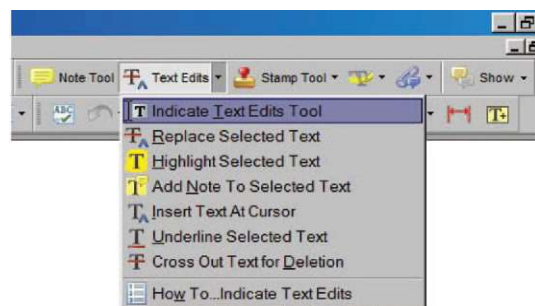 Note Tool Text Edits Stamp Tool Show
Indicate Text Edits Tool
Replace Selected Text
Highlight Selected Text
Add Note To Selected Text
Insert Text At Cursor
Underline Selected Text
Cross Out Text for Deletion
How To...Indicate Text Edits